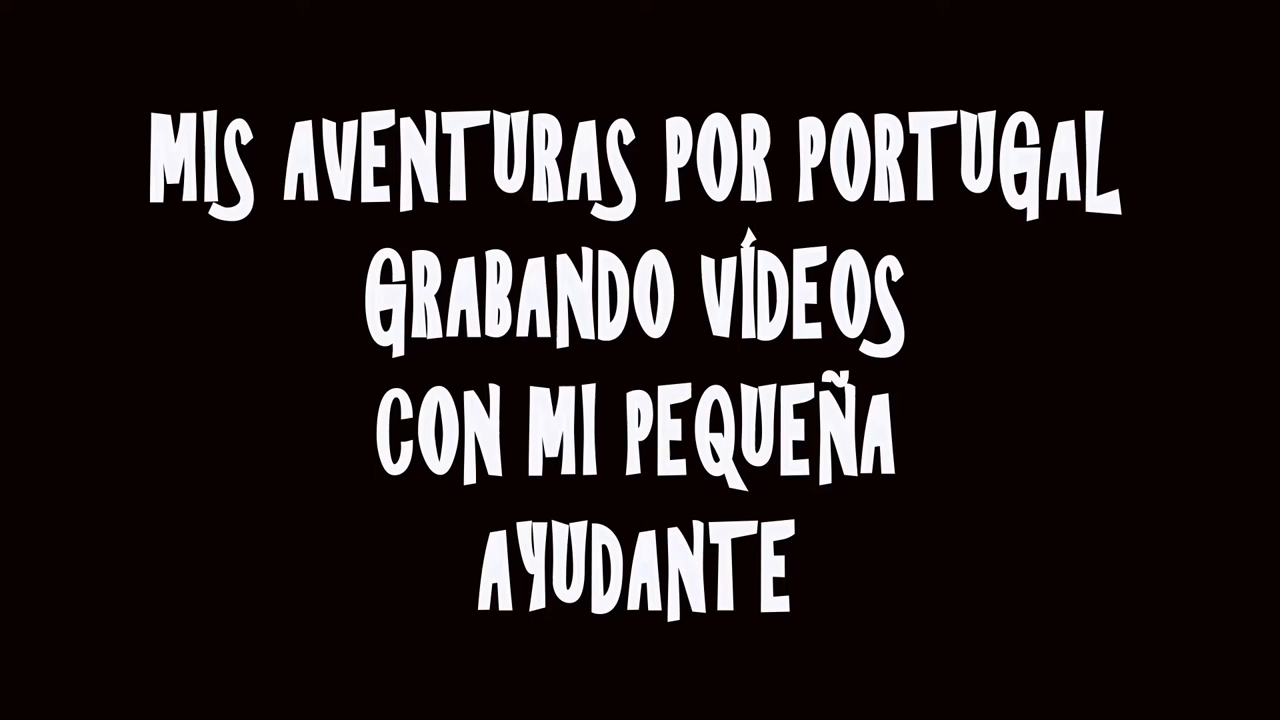 MIS AVENTURAS POR PORTUGAL
GRABANDO VÍDEOS
CON MI PEQUEÑA
AYUDANTE